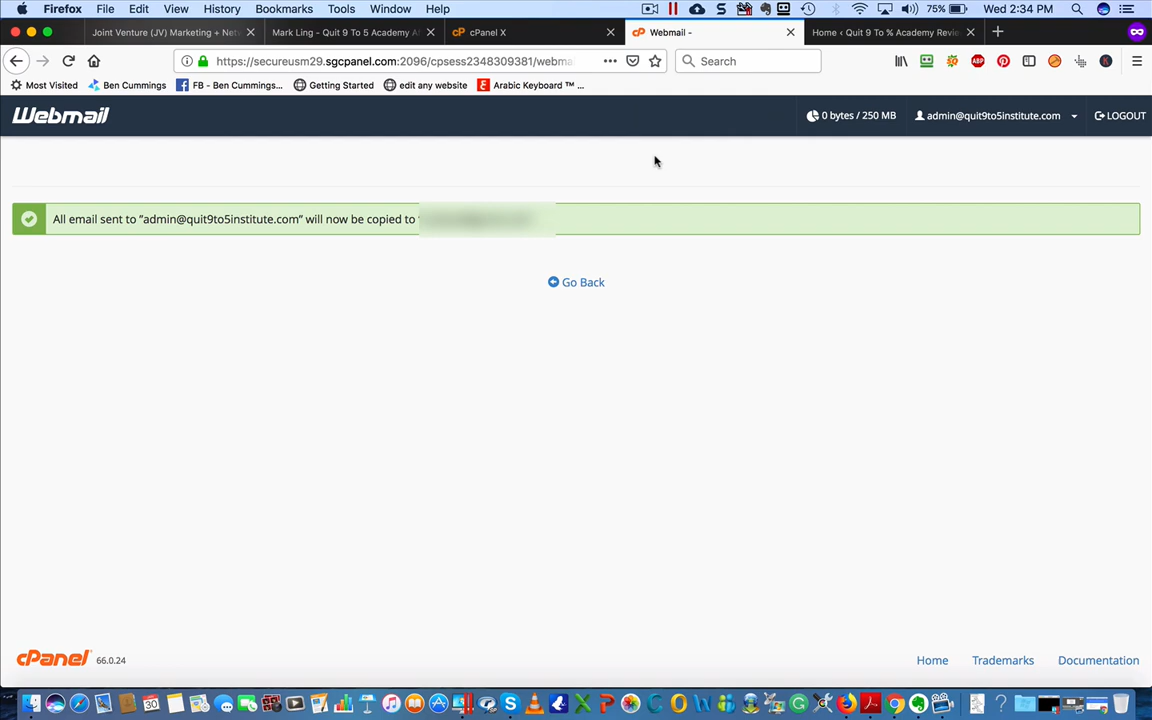 Firefox File Edit View History Bookmarks Tools Window Help 75% Wed 2:34 PM
Joint Venture (JV) Marketing + Net Mark Ling - Quit 9 To 5 Academy cPanel X Webmail - Home ‹ Quit 9 To % Academy Revie
https://secureusm29.sgcpanel.com:2096/cpsess2348309381/webma Search
Most Visited Ben Cummings FB - Ben Cummings... Getting Started edit any website Arabic Keyboard ™ ...
Webmail 0 bytes / 250 MB admin@quit9to5institute.com LOGOUT
All email sent to "admin@quit9to5institute.com" will now be copied to
Go Back
cPanel 66.0.24 Home Trademarks Documentation